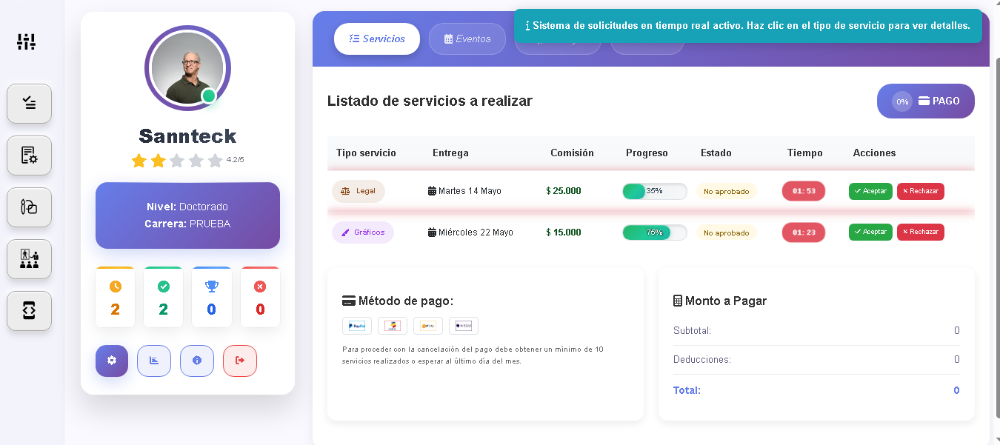 Sistema de solicitudes en tiempo real activo. Haz clic en el tipo de servicio para ver detalles.
Servicios
Eventos
Sannteck
4.2/5
Nivel: Doctorado
Carrera: PRUEBA
2
2
0
0
Listado de servicios a realizar
0%
PAGO
Tipo servicio Entrega Comisión Progreso Estado Tiempo Acciones
Legal Martes 14 Mayo $ 25.000 35% No aprobado 01:53 Aceptar Rechazar
Gráficos Miércoles 22 Mayo $ 15.000 75% No aprobado 01:23 Aceptar Rechazar
Método de pago:
PayPal
Para proceder con la cancelación del pago debe obtener un mínimo de 10
servicios realizados o esperar al último día del mes.
Monto a Pagar
Subtotal: 0
Deducciones: 0
Total: 0